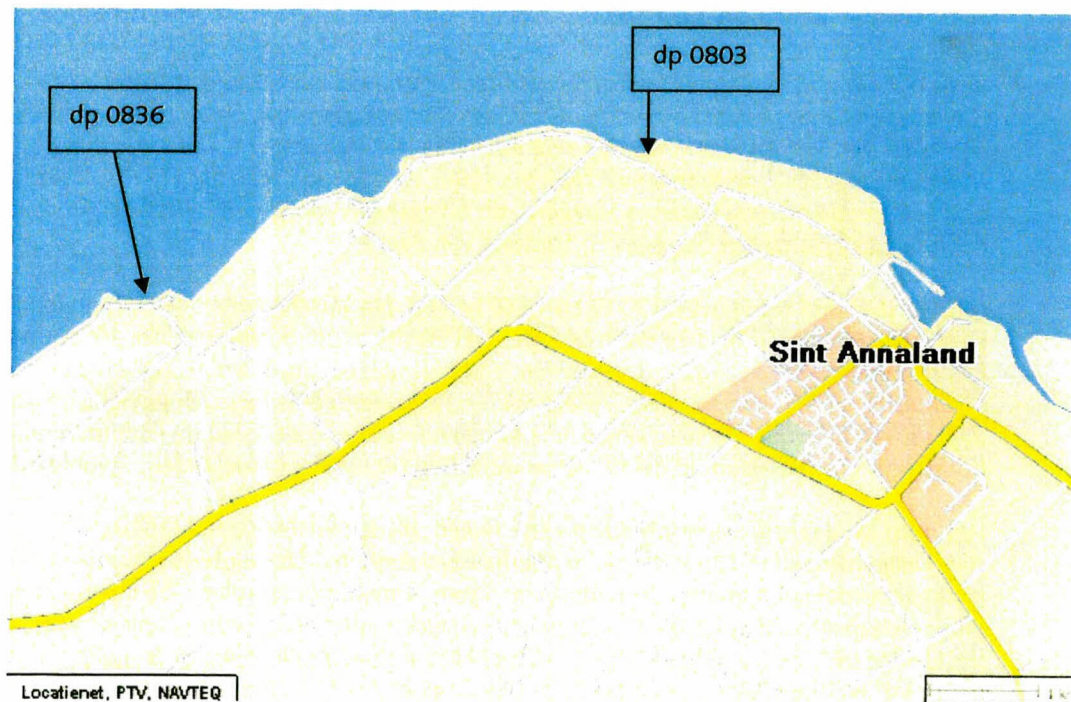 dp 0803
dp 0836
Sint Annaland
Locatienet, PTV, NAVTEQ